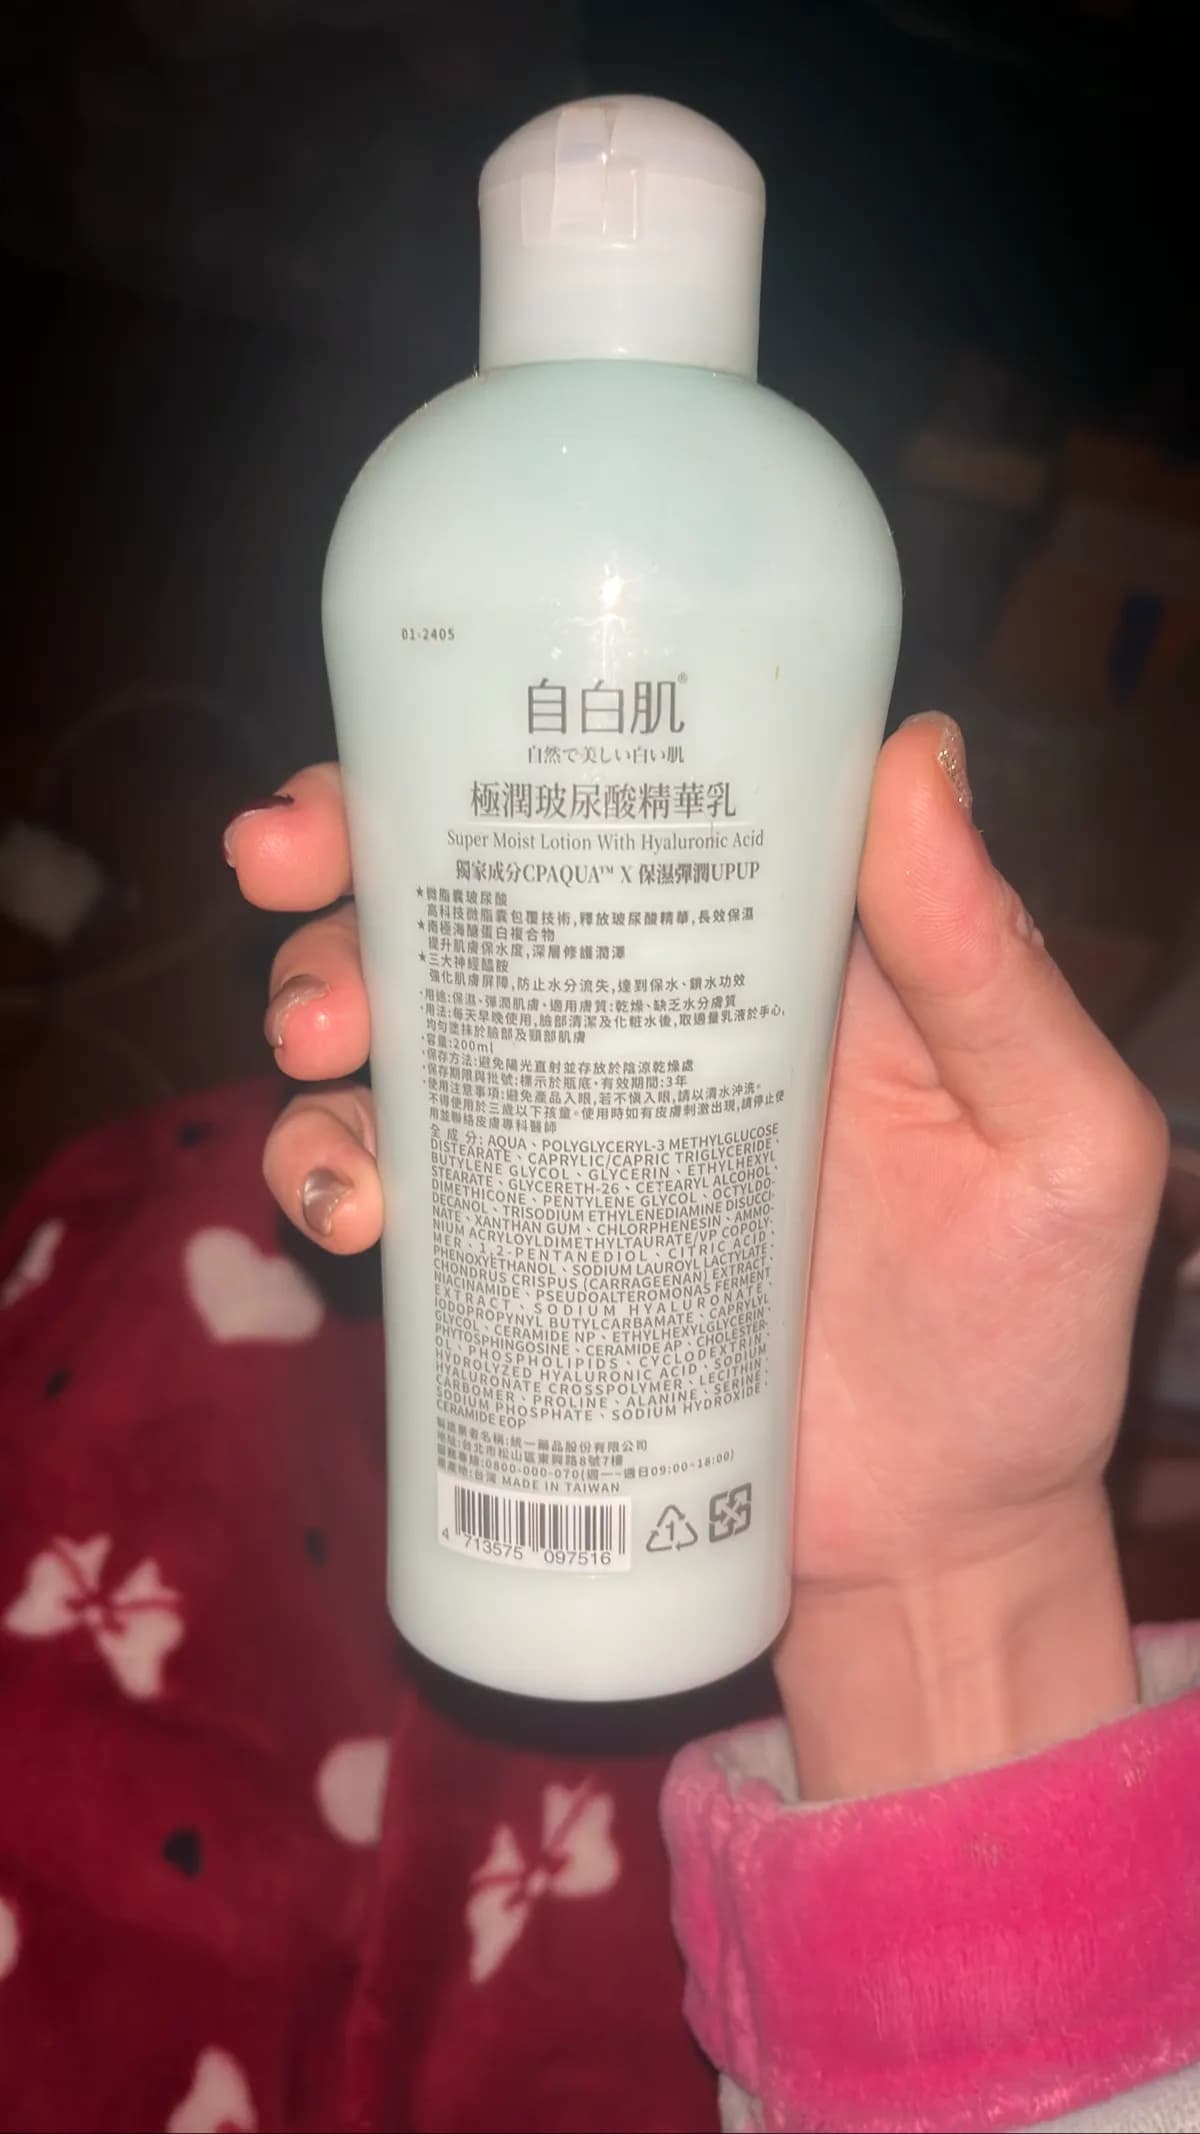 01-2405
自白肌®
自然で美しい白い肌
極潤玻尿酸精華乳
Super Moist Lotion With Hyaluronic Acid
獨家成分CPAQUA™ X 保濕彈潤UPUP
★微脂囊玻尿酸
高科技微脂囊包覆技術,釋放玻尿酸精華,長效保濕
★南極海醣蛋白複合物
提升肌膚保水度,深層修護潤澤
★三大神經醯胺
強化肌膚屏障,防止水分流失,達到保水、鎖水功效
·用途:保濕、彈潤肌膚·適用膚質:乾燥、缺乏水分膚質
·用法:每天早晚使用,臉部清潔及化粧水後,取適量乳液於手心,
均勻塗抹於臉部及頸部肌膚
·容量:200ml
·保存方法:避免陽光直射並存放於陰涼乾燥處
·保存期限與批號:標示於瓶底·有效期間:3年
·使用注意事項:避免產品入眼,若不慎入眼,請以清水沖洗。
不得使用於三歲以下孩童。使用時如有皮膚刺激出現,請停止使
用並聯絡皮膚專科醫師
全 成 分: AQUA、POLYGLYCERYL-3 METHYLGLUCOSE
DISTEARATE、CAPRYLIC/CAPRIC TRIGLYCERIDE、
BUTYLENE GLYCOL、GLYCERIN、ETHYLHEXYL
STEARATE、GLYCERETH-26、CETEARYL ALCOHOL、
DIMETHICONE、PENTYLENE GLYCOL、OCTYLDO-
DECANOL、TRISODIUM ETHYLENEDIAMINE DISUCCI-
NATE、XANTHAN GUM、CHLORPHENESIN、AMMO-
NIUM ACRYLOYLDIMETHYLTAURATE/VP COPOLY-
MER、1,2-PENTANEDIOL、CITRIC ACID、
PHENOXYETHANOL、SODIUM LAUROYL LACTYLATE、
CHONDRUS CRISPUS (CARRAGEENAN) EXTRACT、
NIACINAMIDE、PSEUDOALTEROMONAS FERMENT
EXTRACT、SODIUM HYALURONATE、
IODOPROPYNYL BUTYLCARBAMATE、CAPRYLYL
GLYCOL、CERAMIDE NP、ETHYLHEXYLGLYCERIN、
PHYTOSPHINGOSINE、CERAMIDE AP、CHOLESTER-
OL、PHOSPHOLIPIDS、CYCLODEXTRIN、
HYDROLYZED HYALURONIC ACID、SODIUM
HYALURONATE CROSSPOLYMER、LECITHIN、
CARBOMER、PROLINE、ALANINE、SERINE、
SODIUM PHOSPHATE、SODIUM HYDROXIDE、
CERAMIDE EOP
製造業者名稱:統一藥品股份有限公司
地址:台北市松山區東興路8號7樓
服務專線:0800-000-070(週一~週日09:00~18:00)
原產地:台灣 MADE IN TAIWAN
4 713575 097516
1